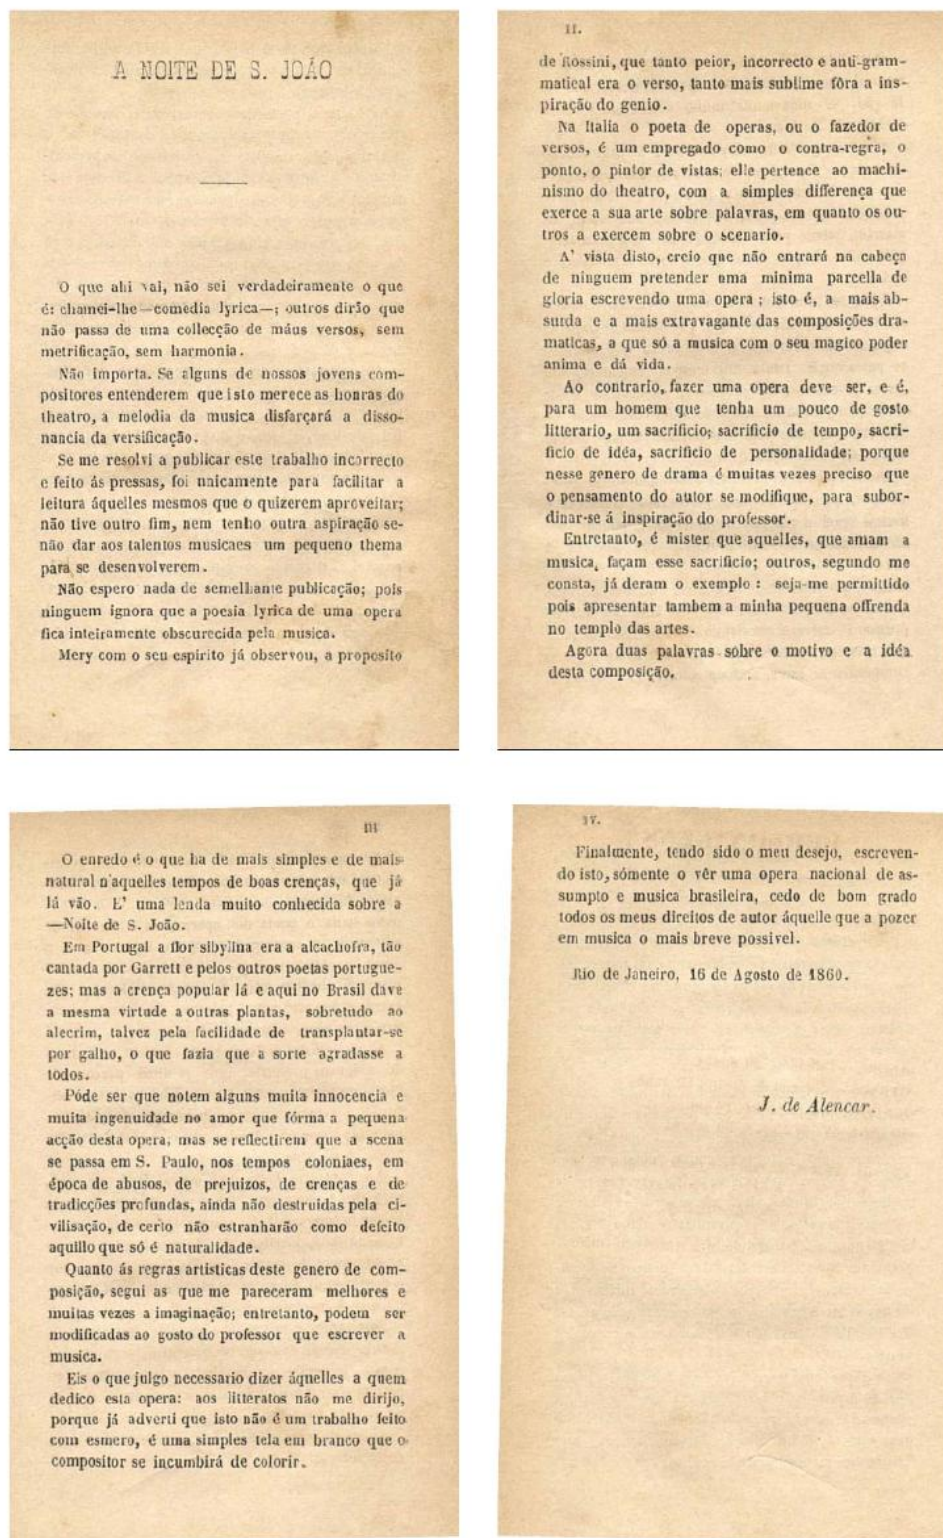 A NOITE DE S. JOÃO
O que ahi vai, não sei verdadeiramente o que
é: chamei-lhe—comedia lyrica—; outros dirão que
não passa de uma collecção de máus versos, sem
metrificação, sem harmonia.
Não importa. Se alguns de nossos jovens com-
positores entenderem que isto merece as honras do
theatro, a melodia da musica disfarçará a disso-
nancia da versificação.
Se me resolvi a publicar este trabalho incorrecto
e feito ás pressas, foi unicamente para facilitar a
leitura áquelles mesmos que o quizerem aproveitar;
não tive outro fim, nem tenho outra aspiração se-
não dar aos talentos musicaes um pequeno thema
para se desenvolverem.
Não espero nada de semelhante publicação; pois
ninguem ignora que a poesia lyrica de uma opera
fica inteiramente obscurecida pela musica.
Mery com o seu espirito já observou, a proposito
II.
de Rossini, que tanto peior, incorrecto e anti-gram-
matical era o verso, tanto mais sublime fôra a ins-
piração do genio.
Na Italia o poeta de operas, ou o fazedor de
versos, é um empregado como o contra-regra, o
ponto, o pintor de vistas; elle pertence ao machi-
nismo do theatro, com a simples differença que
exerce a sua arte sobre palavras, em quanto os ou-
tros a exercem sobre o scenario.
A' vista disto, creio que não entrará na cabeça
de ninguem pretender uma minima parcella de
gloria escrevendo uma opera ; isto é, a mais ab-
surda e a mais extravagante das composições dra-
maticas, a que só a musica com o seu magico poder
anima e dá vida.
Ao contrario, fazer uma opera deve ser, e é,
para um homem que tenha um pouco de gosto
litterario, um sacrificio; sacrificio de tempo, sacri-
ficio de idéa, sacrificio de personalidade; porque
nesse genero de drama é muitas vezes preciso que
o pensamento do autor se modifique, para subor-
dinar-se á inspiração do professor.
Entretanto, é mister que aquelles, que amam a
musica, façam esse sacrificio; outros, segundo me
consta, já deram o exemplo : seja-me permittido
pois apresentar tambem a minha pequena offrenda
no templo das artes.
Agora duas palavras sobre o motivo e a idéa
desta composição.
III
O enredo é o que ha de mais simples e de mais
natural n'aquelles tempos de boas crenças, que já
lá vão. E' uma lenda muito conhecida sobre a
—Noite de S. João.
Em Portugal a flor sibylina era a alcachofra, tão
cantada por Garrett e pelos outros poetas portugue-
zes; mas a crença popular lá e aqui no Brasil dave
a mesma virtude a outras plantas, sobretudo ao
alecrim, talvez pela facilidade de transplantar-se
por galho, o que fazia que a sorte agradasse a
todos.
Póde ser que notem alguns muita innocencia e
muita ingenuidade no amor que fórma a pequena
acção desta opera, mas se reflectirem que a scena
se passa em S. Paulo, nos tempos coloniaes, em
época de abusos, de prejuizos, de crenças e de
tradicções profundas, ainda não destruidas pela ci-
vilisação, de certo não estranharão como defeito
aquillo que só é naturalidade.
Quanto ás regras artisticas deste genero de com-
posição, segui as que me pareceram melhores e
muitas vezes a imaginação; entretanto, podem ser
modificadas ao gosto do professor que escrever a
musica.
Eis o que julgo necessario dizer áquelles a quem
dedico esta opera: aos litteratos não me dirijo,
porque já adverti que isto não é um trabalho feito
com esmero, é uma simples tela em branco que o
compositor se incumbirá de colorir.
IV.
Finalmente, tendo sido o meu desejo, escreven-
do isto, sómente o vêr uma opera nacional de as-
sumpto e musica brasileira, cedo de bom grado
todos os meus direitos de autor áquelle que a pozer
em musica o mais breve possivel.
Rio de Janeiro, 16 de Agosto de 1860.
J. de Alencar.